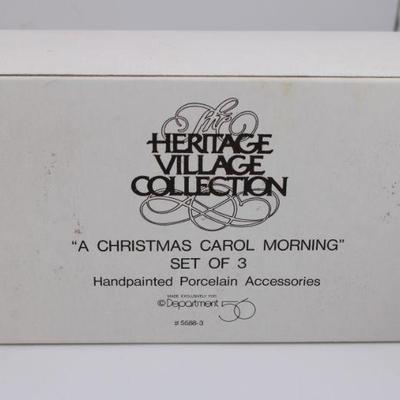 The
HERITAGE
VILLAGE
COLLECTION
"A CHRISTMAS CAROL MORNING"
SET OF 3
Handpainted Porcelain Accessories
MADE EXCLUSIVELY FOR
©Department 56
#5588-3